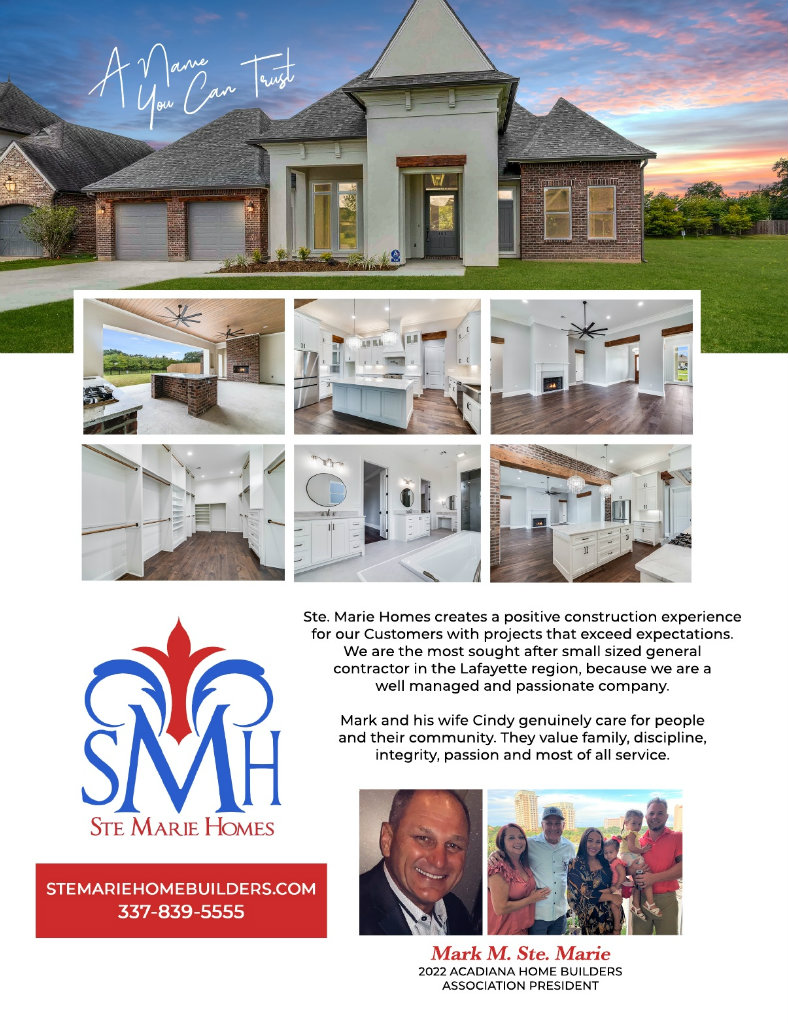 A Name
You Can Trust
Ste. Marie Homes creates a positive construction experience
for our Customers with projects that exceed expectations.
We are the most sought after small sized general
contractor in the Lafayette region, because we are a
well managed and passionate company.
Mark and his wife Cindy genuinely care for people
and their community. They value family, discipline,
integrity, passion and most of all service.
SMH
STE MARIE HOMES
STEMARIEHOMEBUILDERS.COM
337-839-5555
Mark M. Ste. Marie
2022 ACADIANA HOME BUILDERS
ASSOCIATION PRESIDENT